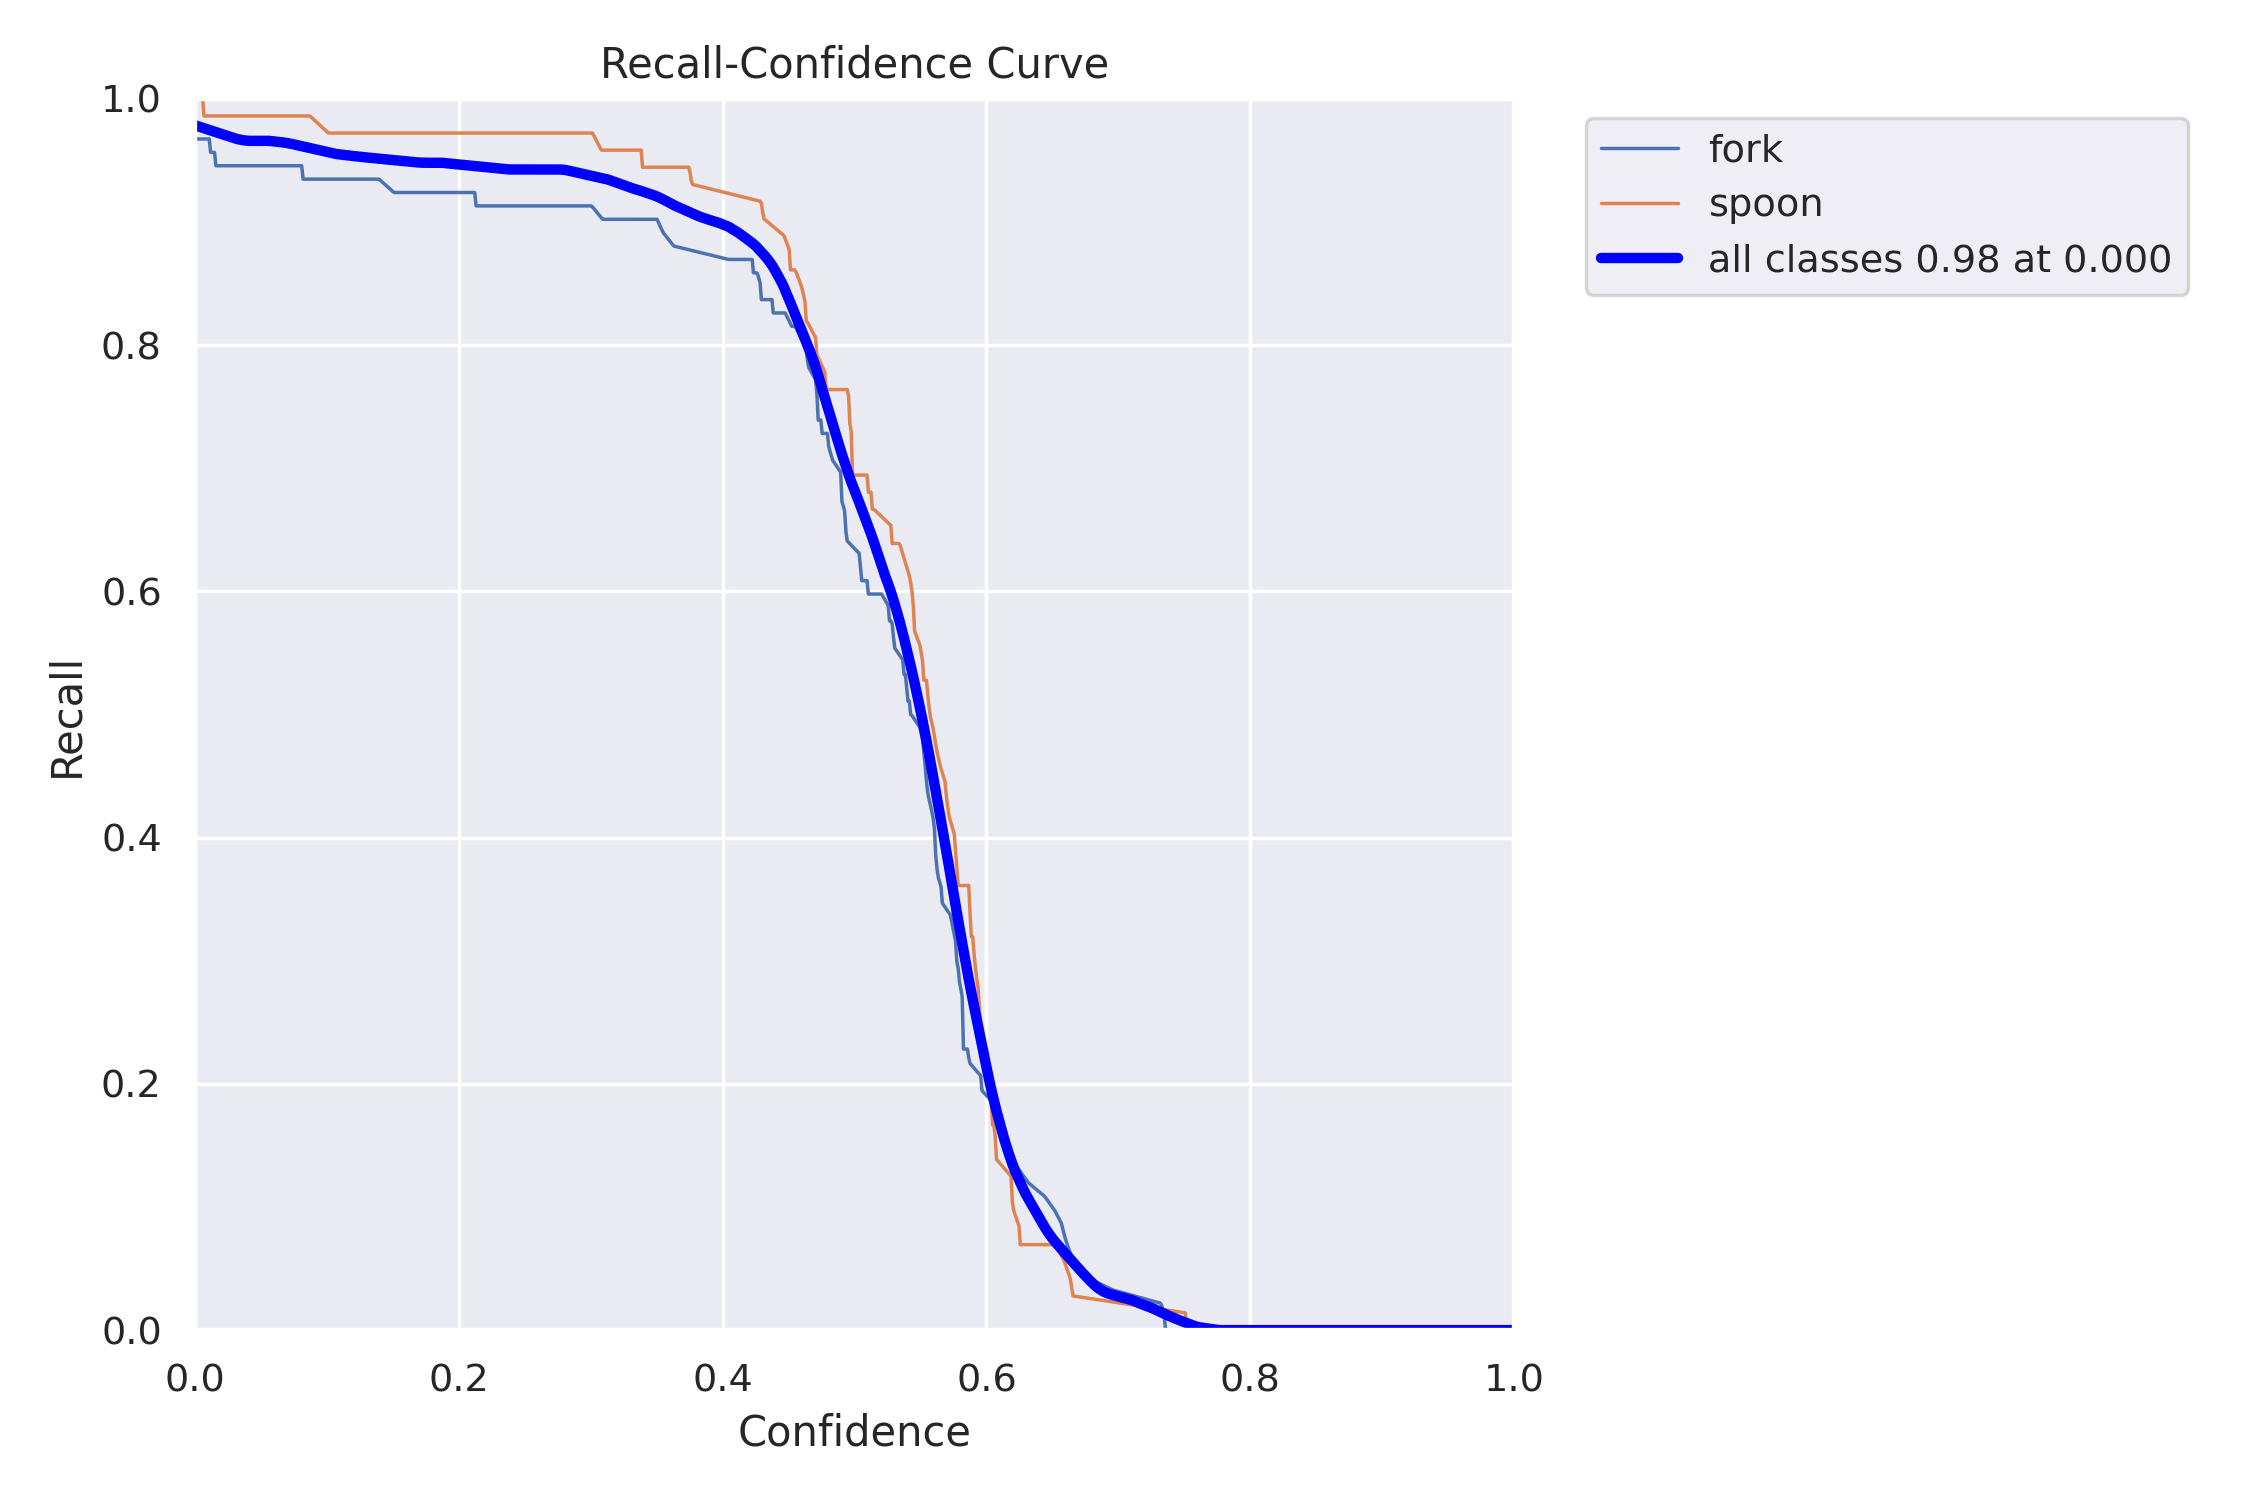 Recall-Confidence Curve
1.0
0.8
0.6
0.4
0.2
0.0
Recall
0.0 0.2 0.4 0.6 0.8 1.0
Confidence
fork
spoon
all classes 0.98 at 0.000